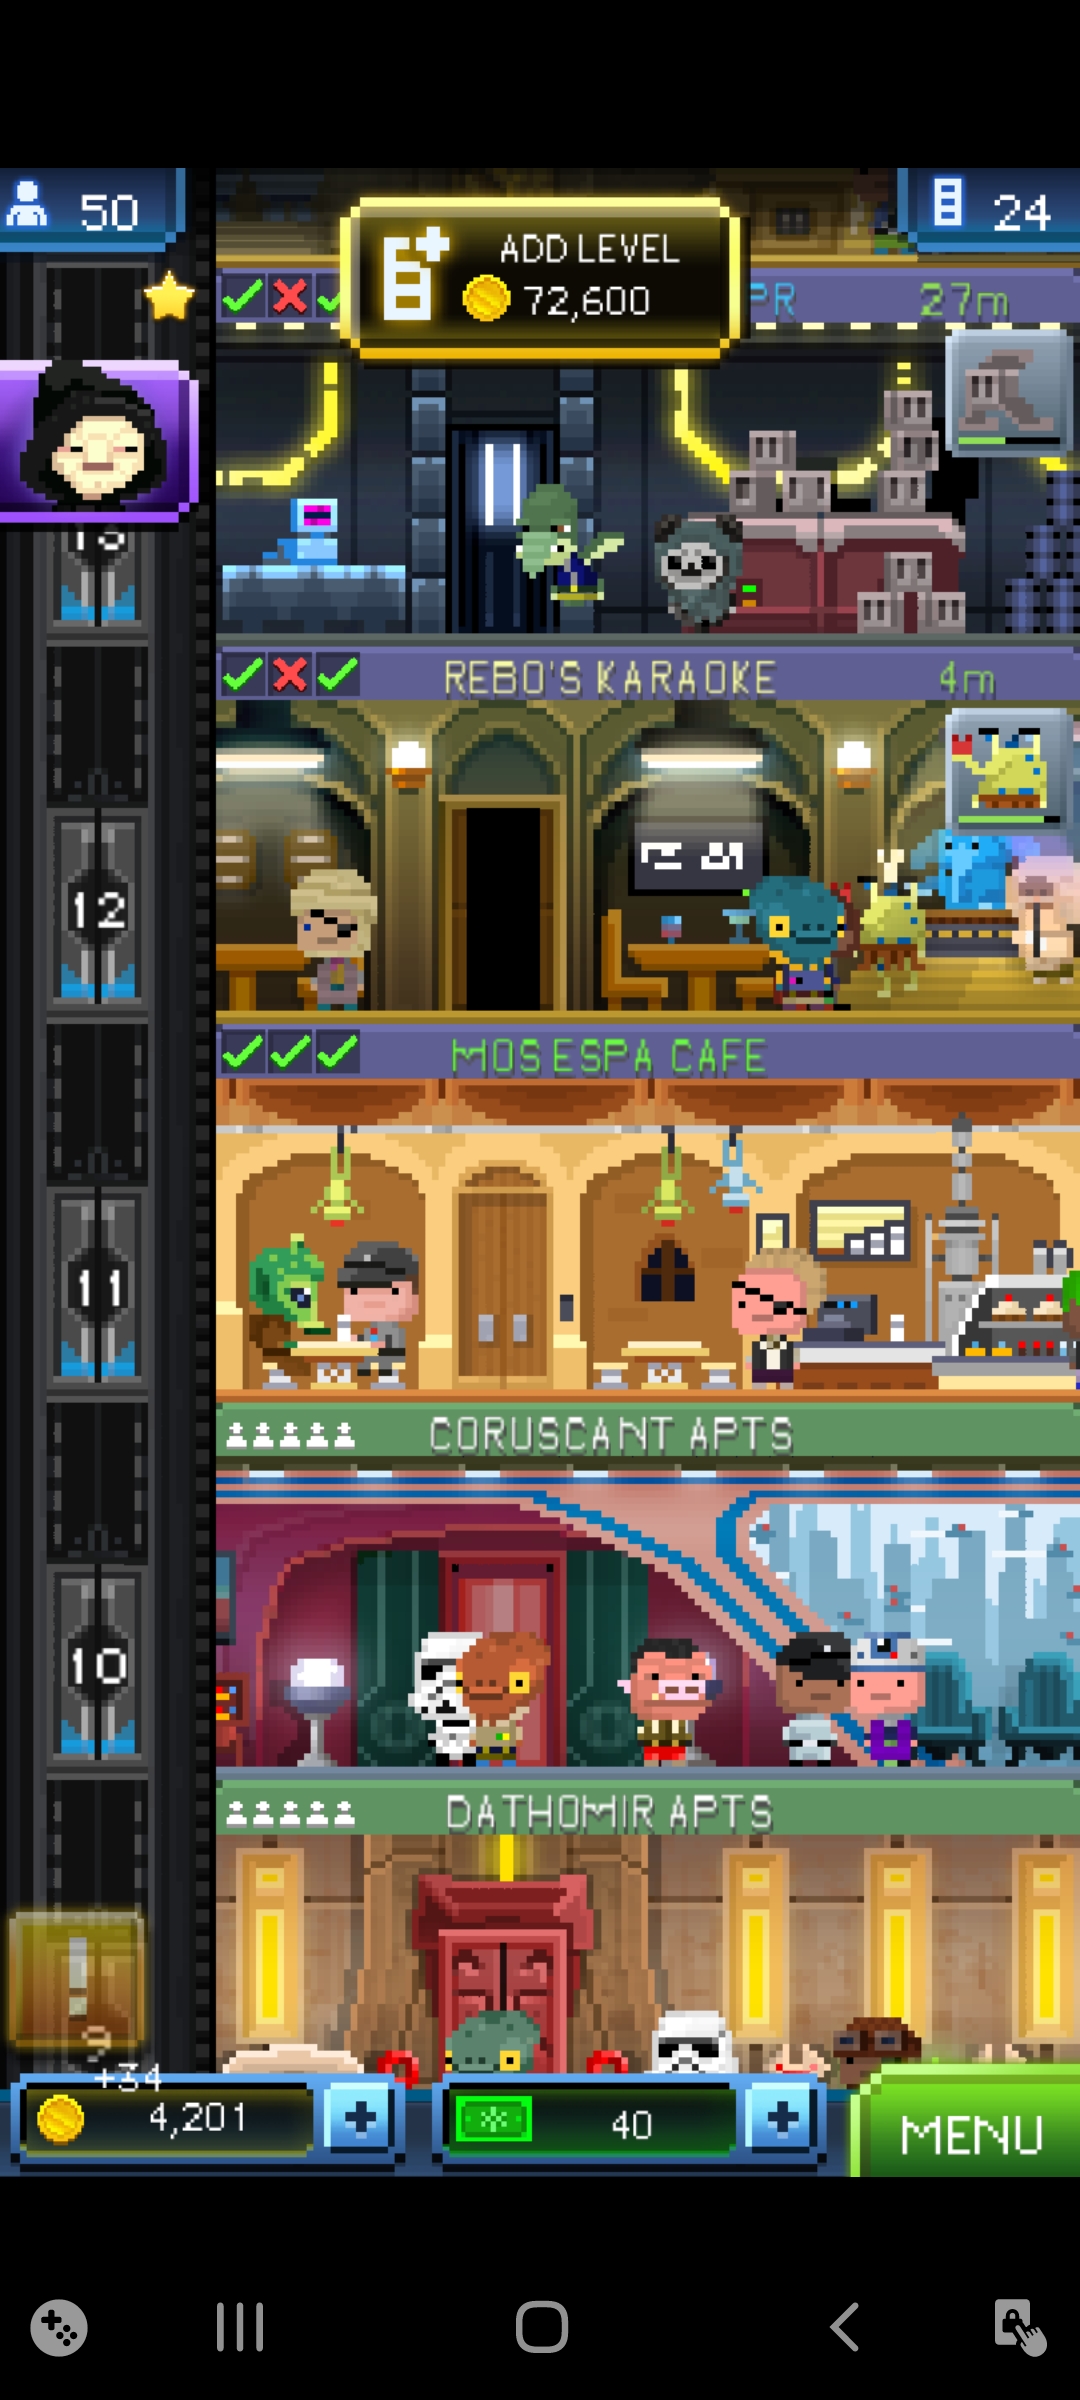 50
24
ADD LEVEL
72,600
PR 27m
REBO'S KARAOKE 4m
12
MOS ESPA CAFE
11
CORUSCANT APTS
10
DATHOMIR APTS
!
9
+34
4,201
40
MENU